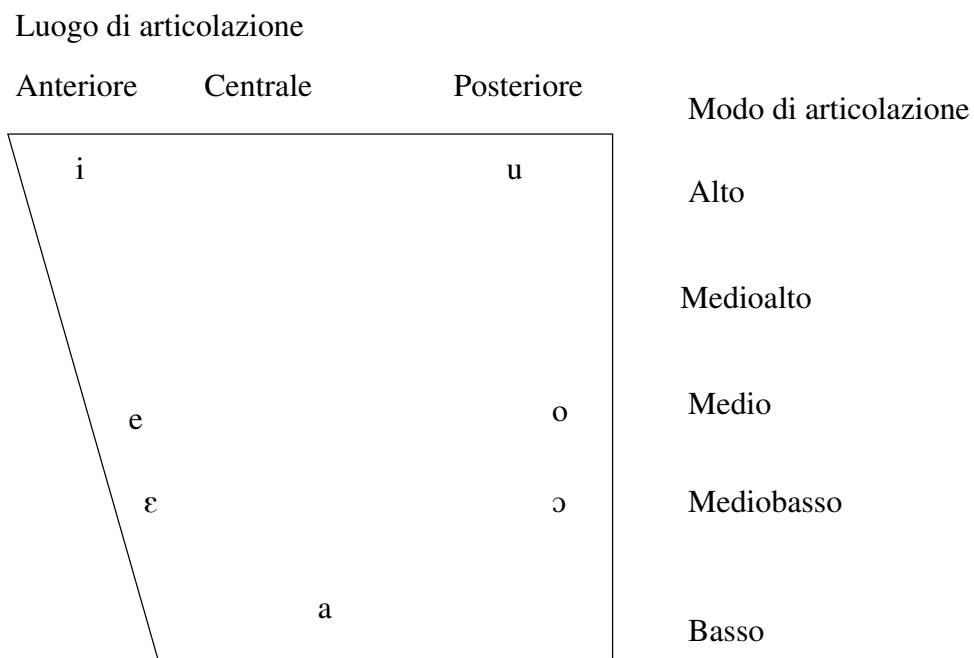 Luogo di articolazione
Anteriore Centrale Posteriore
Modo di articolazione
i u
Alto
Medioalto
e o Medio
ɛ ɔ Mediobasso
a
Basso